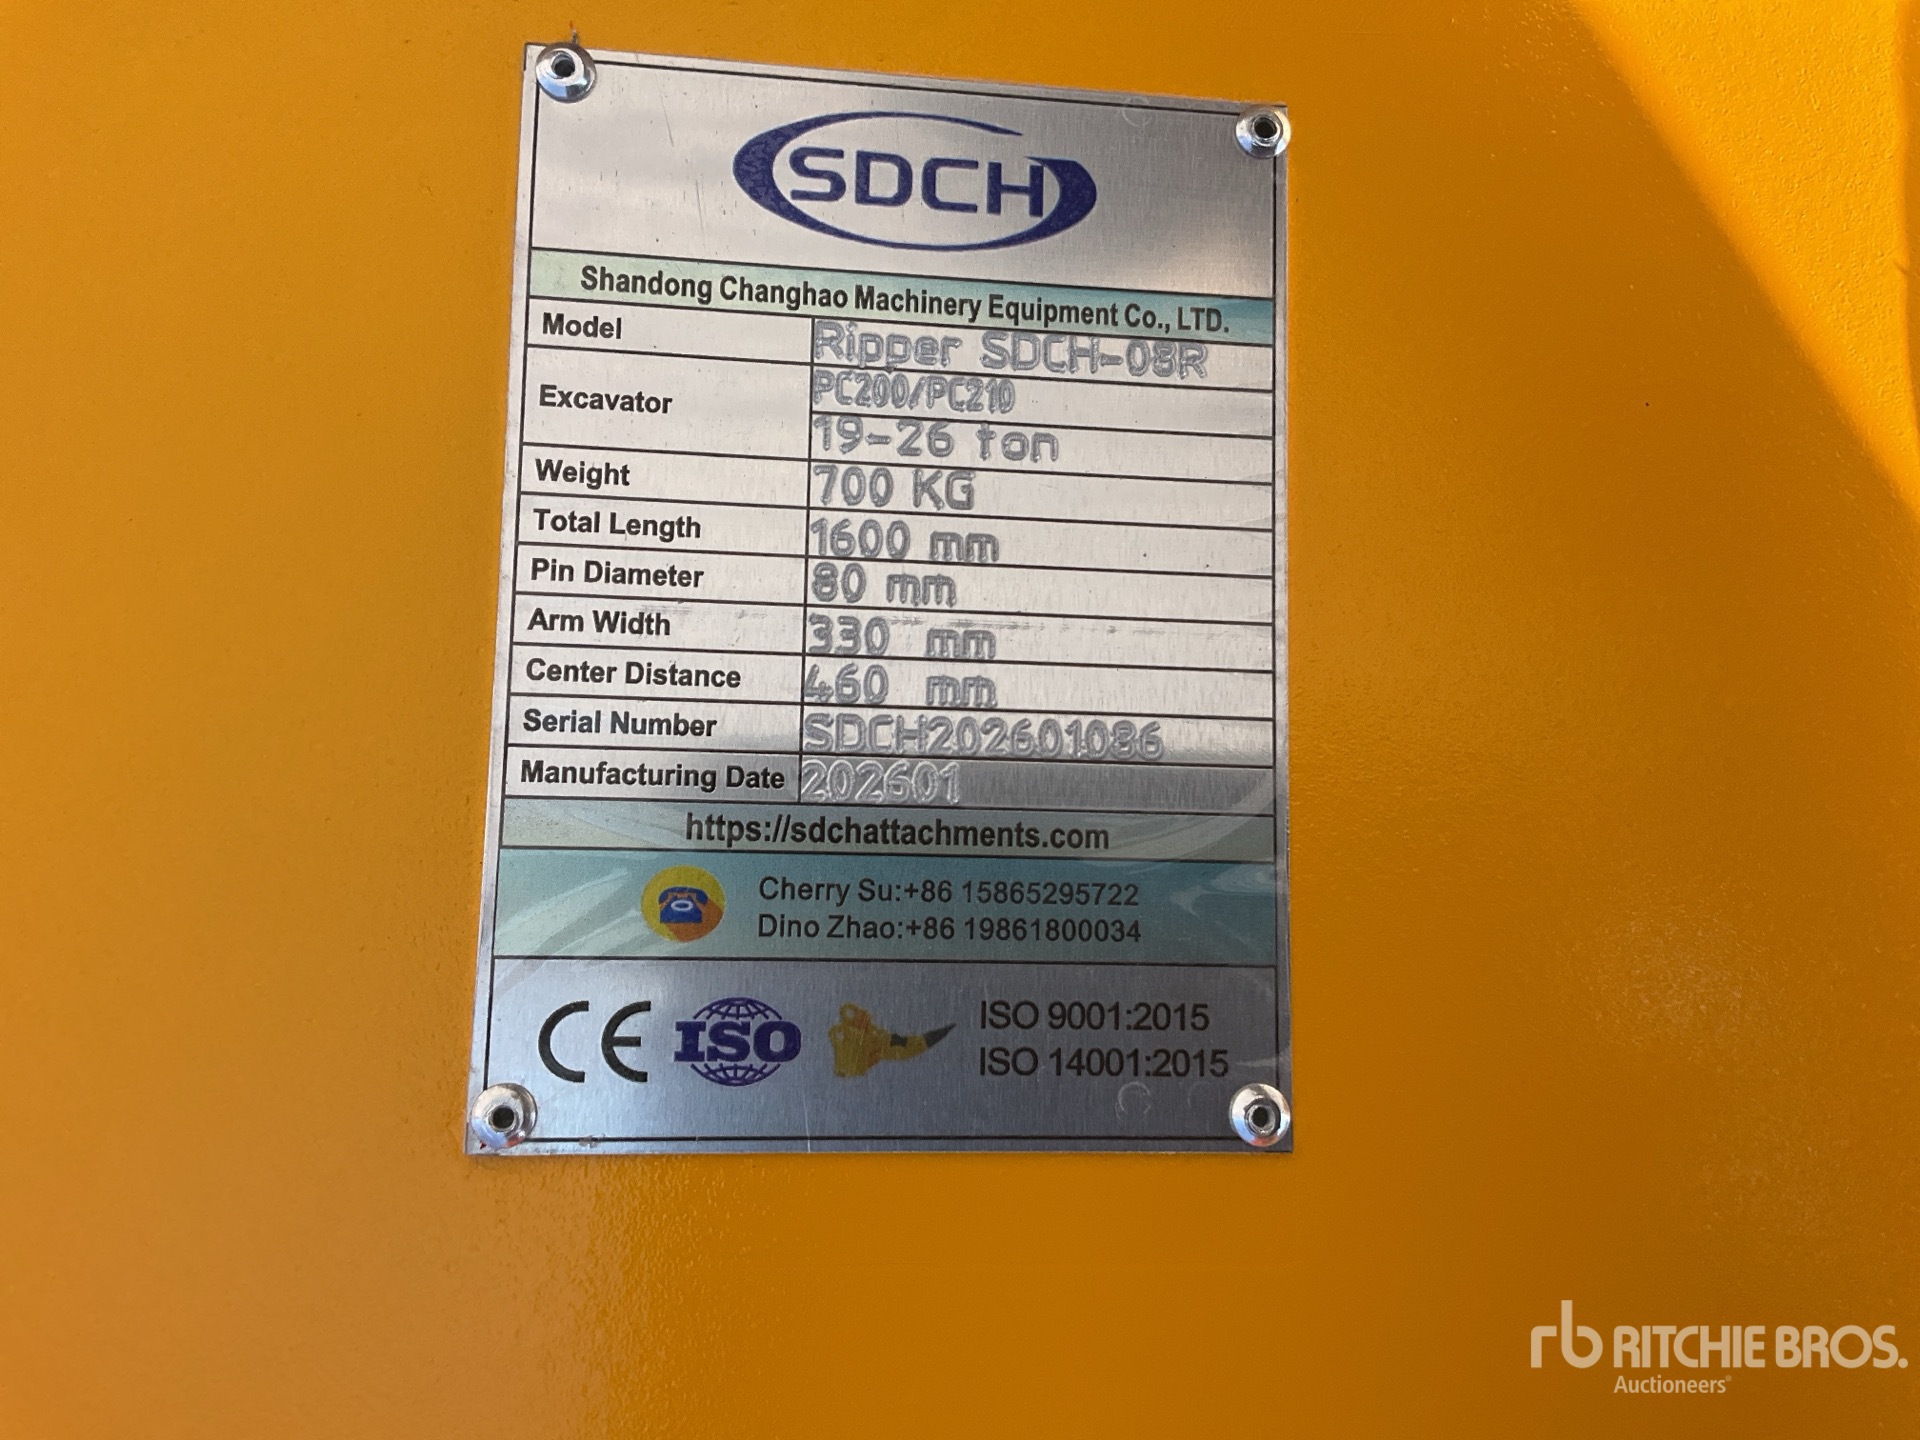 SDCH
Shandong Changhao Machinery Equipment Co., LTD.
Model Ripper SDCH-08R
Excavator PC200/PC210
19-26 ton
Weight 700 KG
Total Length 1600 mm
Pin Diameter 80 mm
Arm Width 330 mm
Center Distance 460 mm
Serial Number SDCH202601086
Manufacturing Date 202601
https://sdchattachments.com
Cherry Su:+86 15865295722
Dino Zhao:+86 19861800034
CE ISO ISO 9001:2015
ISO 14001:2015
rb RITCHIE BROS.
Auctioneers